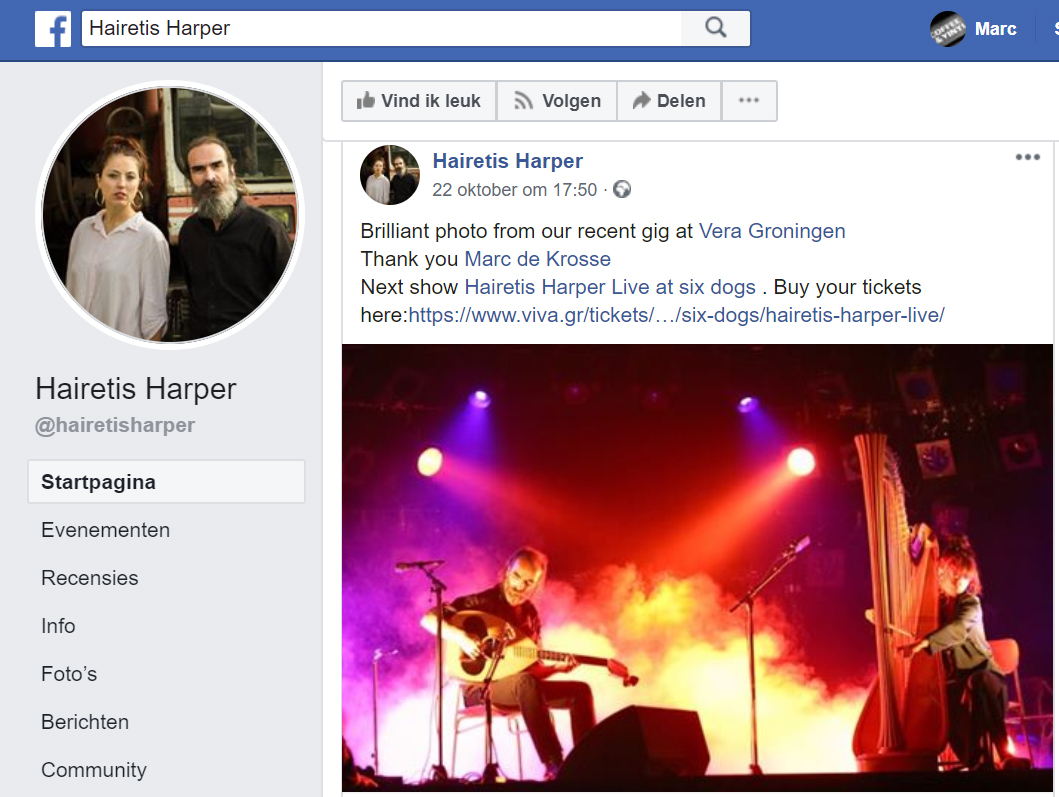 Hairetis Harper
Marc
Vind ik leuk
Volgen
Delen
Hairetis Harper
22 oktober om 17:50 ·
Brilliant photo from our recent gig at Vera Groningen
Thank you Marc de Krosse
Next show Hairetis Harper Live at six dogs . Buy your tickets
here:https://www.viva.gr/tickets/…/six-dogs/hairetis-harper-live/
Hairetis Harper
@hairetisharper
Startpagina
Evenementen
Recensies
Info
Foto’s
Berichten
Community